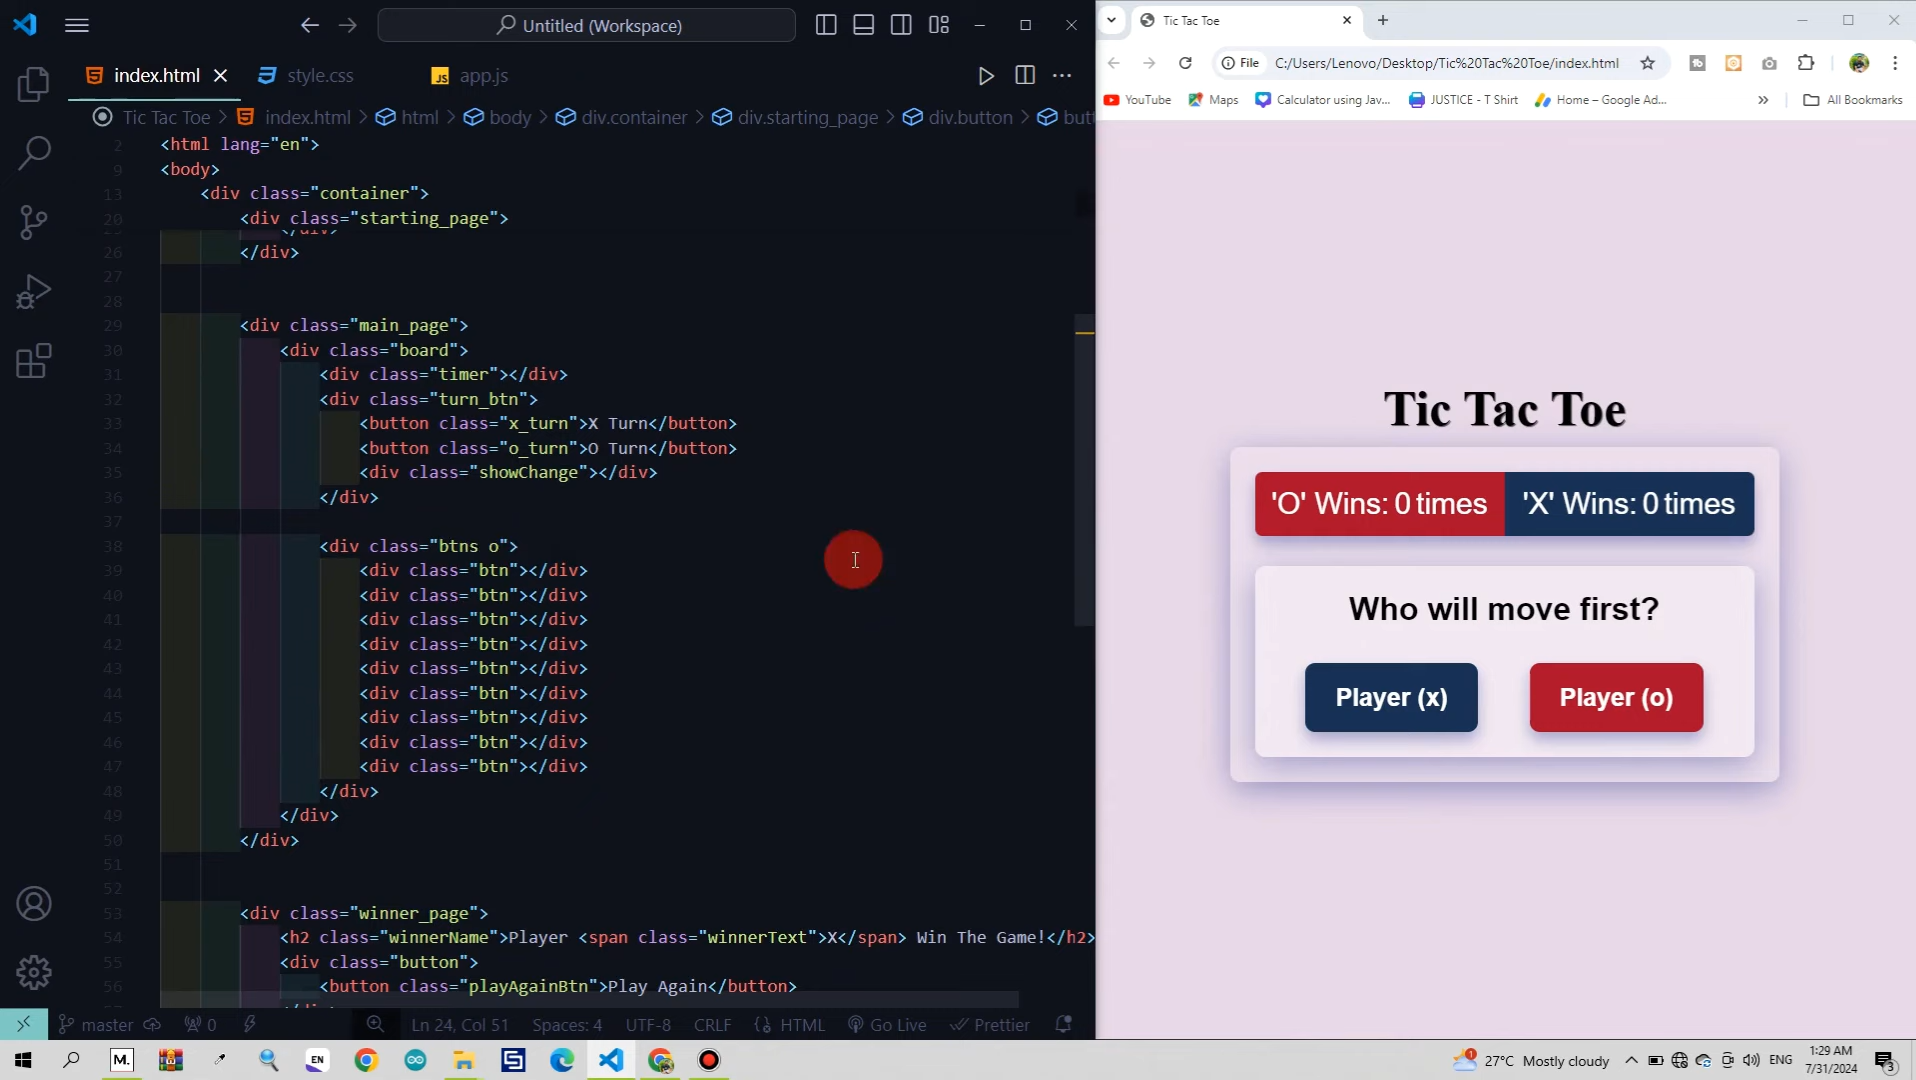 Untitled (Workspace)
index.html
style.css
JS app.js
Tic Tac Toe > index.html > html > body > div.container > div.starting_page > div.button >
2 <html lang="en">
9 <body>
13 <div class="container">
20 <div class="starting_page">
26 </div>
27
28
29 <div class="main_page">
30 <div class="board">
31 <div class="timer"></div>
32 <div class="turn_btn">
33 <button class="x_turn">X Turn</button>
34 <button class="o_turn">O Turn</button>
35 <div class="showChange"></div>
36 </div>
37
38 <div class="btns o">
39 <div class="btn"></div>
40 <div class="btn"></div>
41 <div class="btn"></div>
42 <div class="btn"></div>
43 <div class="btn"></div>
44 <div class="btn"></div>
45 <div class="btn"></div>
46 <div class="btn"></div>
47 <div class="btn"></div>
48 </div>
49 </div>
50 </div>
51
52
53 <div class="winner_page">
54 <h2 class="winnerName">Player <span class="winnerText">X</span> Win The Game!</h2>
55 <div class="button">
56 <button class="playAgainBtn">Play Again</button>
master
0
Ln 24, Col 51
Spaces: 4
UTF-8
CRLF
HTML
Go Live
Prettier
Tic Tac Toe
File
C:/Users/Lenovo/Desktop/Tic%20Tac%20Toe/index.html
YouTube
Maps
Calculator using Jav...
JUSTICE - T Shirt
Home – Google Ad...
All Bookmarks
Tic Tac Toe
'O' Wins: 0 times
'X' Wins: 0 times
Who will move first?
Player (x)
Player (o)
M.
EN
27°C Mostly cloudy
ENG
1:29 AM
7/31/2024
3